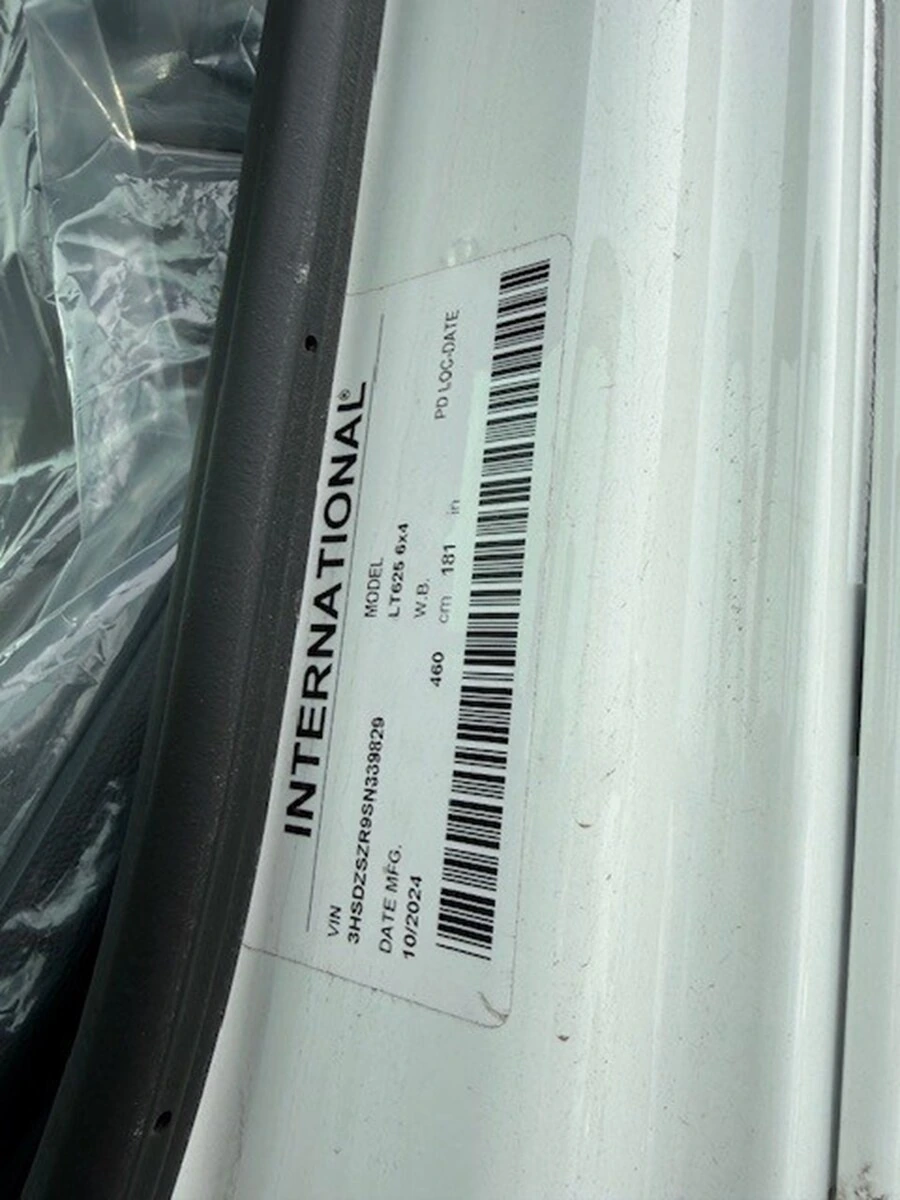 INTERNATIONAL®
VIN
3HSDZSZR9SN339829
MODEL
LT625 6x4
DATE MFG.
10/2024
W.B.
460 cm 181 in
PD LOC-DATE